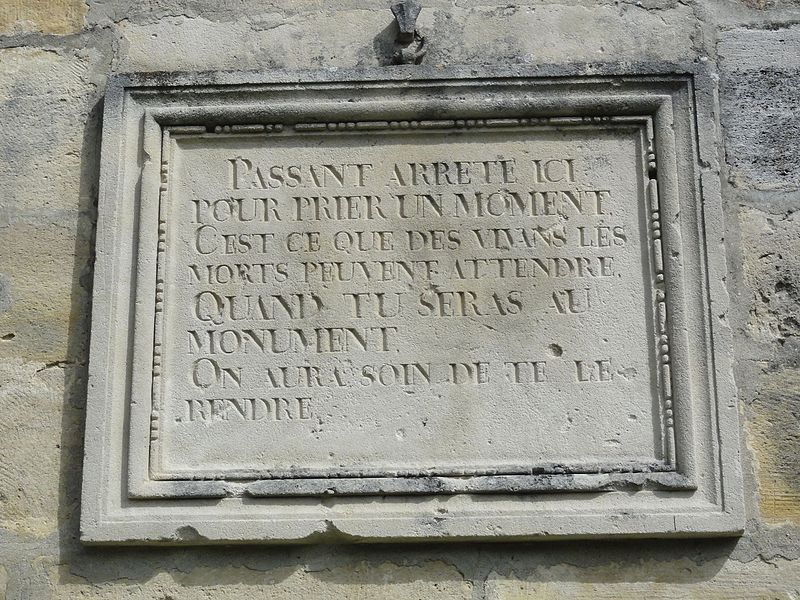 PASSANT ARRETE ICI
POUR PRIER UN MOMENT.
C'EST CE QUE DES VIVANS LES
MORTS PEUVENT ATTENDRE.
QUAND TU SERAS AU
MONUMENT.
ON AURA SOIN DE TE LE
RENDRE.